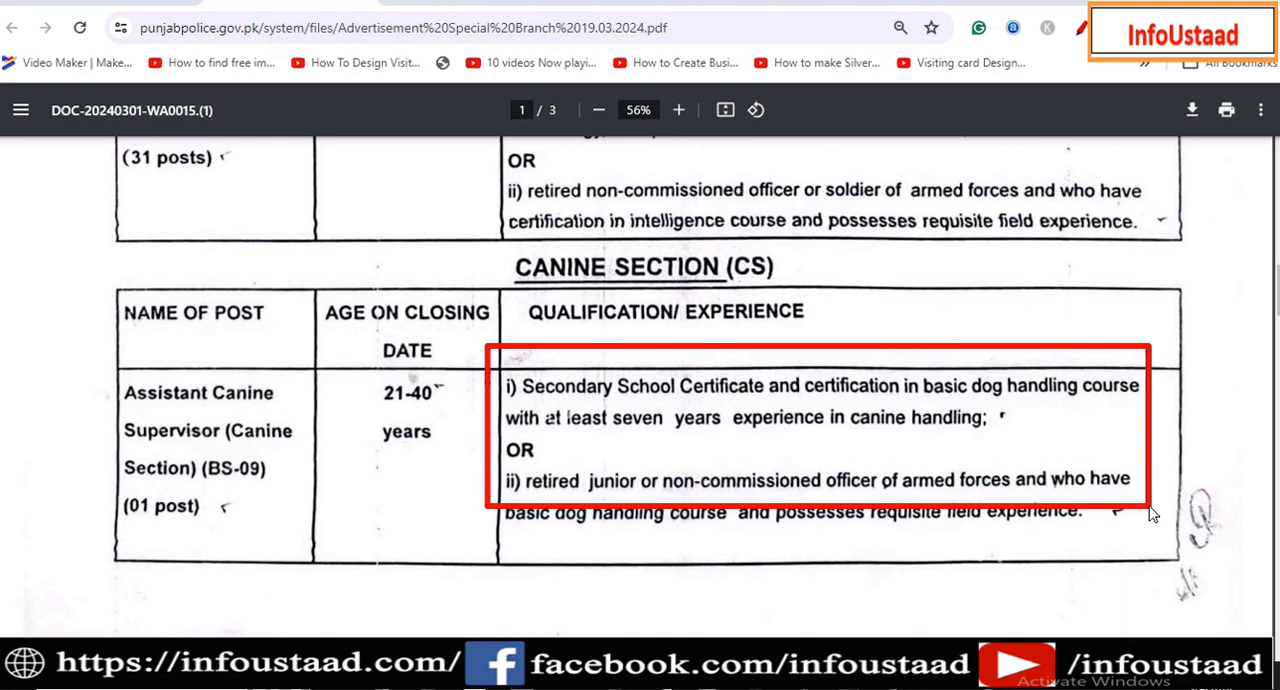 punjabpolice.gov.pk/system/files/Advertisement%20Special%20Branch%2019.03.2024.pdf
InfoUstaad
Video Maker | Make...
How to find free im...
How To Design Visit...
10 videos Now playi...
How to Create Busi...
How to make Silver...
Visiting card Design...
»
All Bookmarks
DOC-20240301-WA0015.(1)
1 / 3
56%
(31 posts)
OR
ii) retired non-commissioned officer or soldier of armed forces and who have
certification in intelligence course and possesses requisite field experience.
CANINE SECTION (CS)
NAME OF POST
AGE ON CLOSING
DATE
QUALIFICATION/ EXPERIENCE
Assistant Canine
Supervisor (Canine
Section) (BS-09)
(01 post)
21-40
years
i) Secondary School Certificate and certification in basic dog handling course
with at least seven years experience in canine handling;
OR
ii) retired junior or non-commissioned officer of armed forces and who have
basic dog handling course and possesses requisite field experience.
https://infoustaad.com/
facebook.com/infoustaad
/infoustaad
Activate Windows